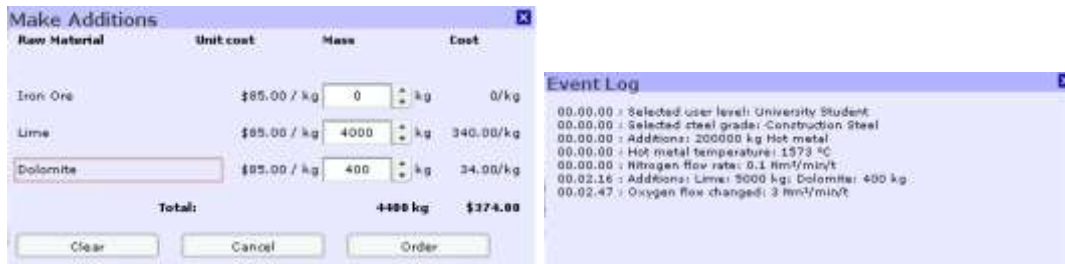 Make Additions
Raw Material Unit cost Mass Cost
Iron Ore $85.00 / kg 0 kg 0/kg
Lime $85.00 / kg 4000 kg 340.00/kg
Dolomite $85.00 / kg 400 kg 34.00/kg
Total: 4400 kg $374.00
Clear Cancel Order
Event Log
00.00.00 : Selected user level: University Student
00.00.00 : Selected steel grade: Construction Steel
00.00.00 : Additions: 200000 kg Hot metal
00.00.00 : Hot metal temperature: 1573 ºC
00.00.00 : Nitrogen flow rate: 0.1 Nm³/min/t
00.02.16 : Additions: Lime: 5000 kg; Dolomite: 400 kg
00.02.47 : Oxygen flox changed: 3 Nm³/min/t